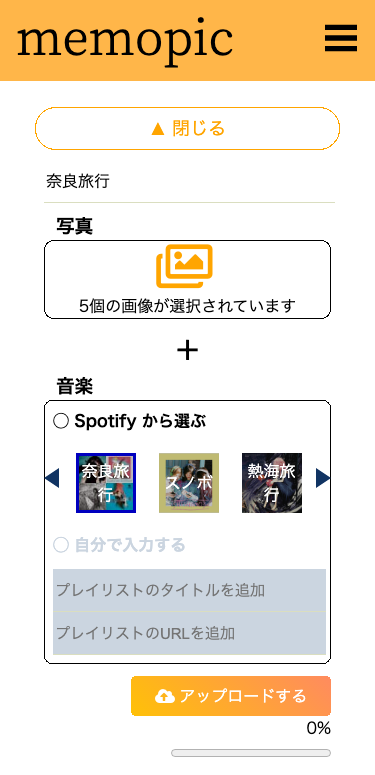 memopic
▲ 閉じる
奈良旅行
写真
5個の画像が選択されています
+
音楽
Spotify から選ぶ
奈良旅
行
スノボ
熱海旅
行
自分で入力する
プレイリストのタイトルを追加
プレイリストのURLを追加
アップロードする
0%